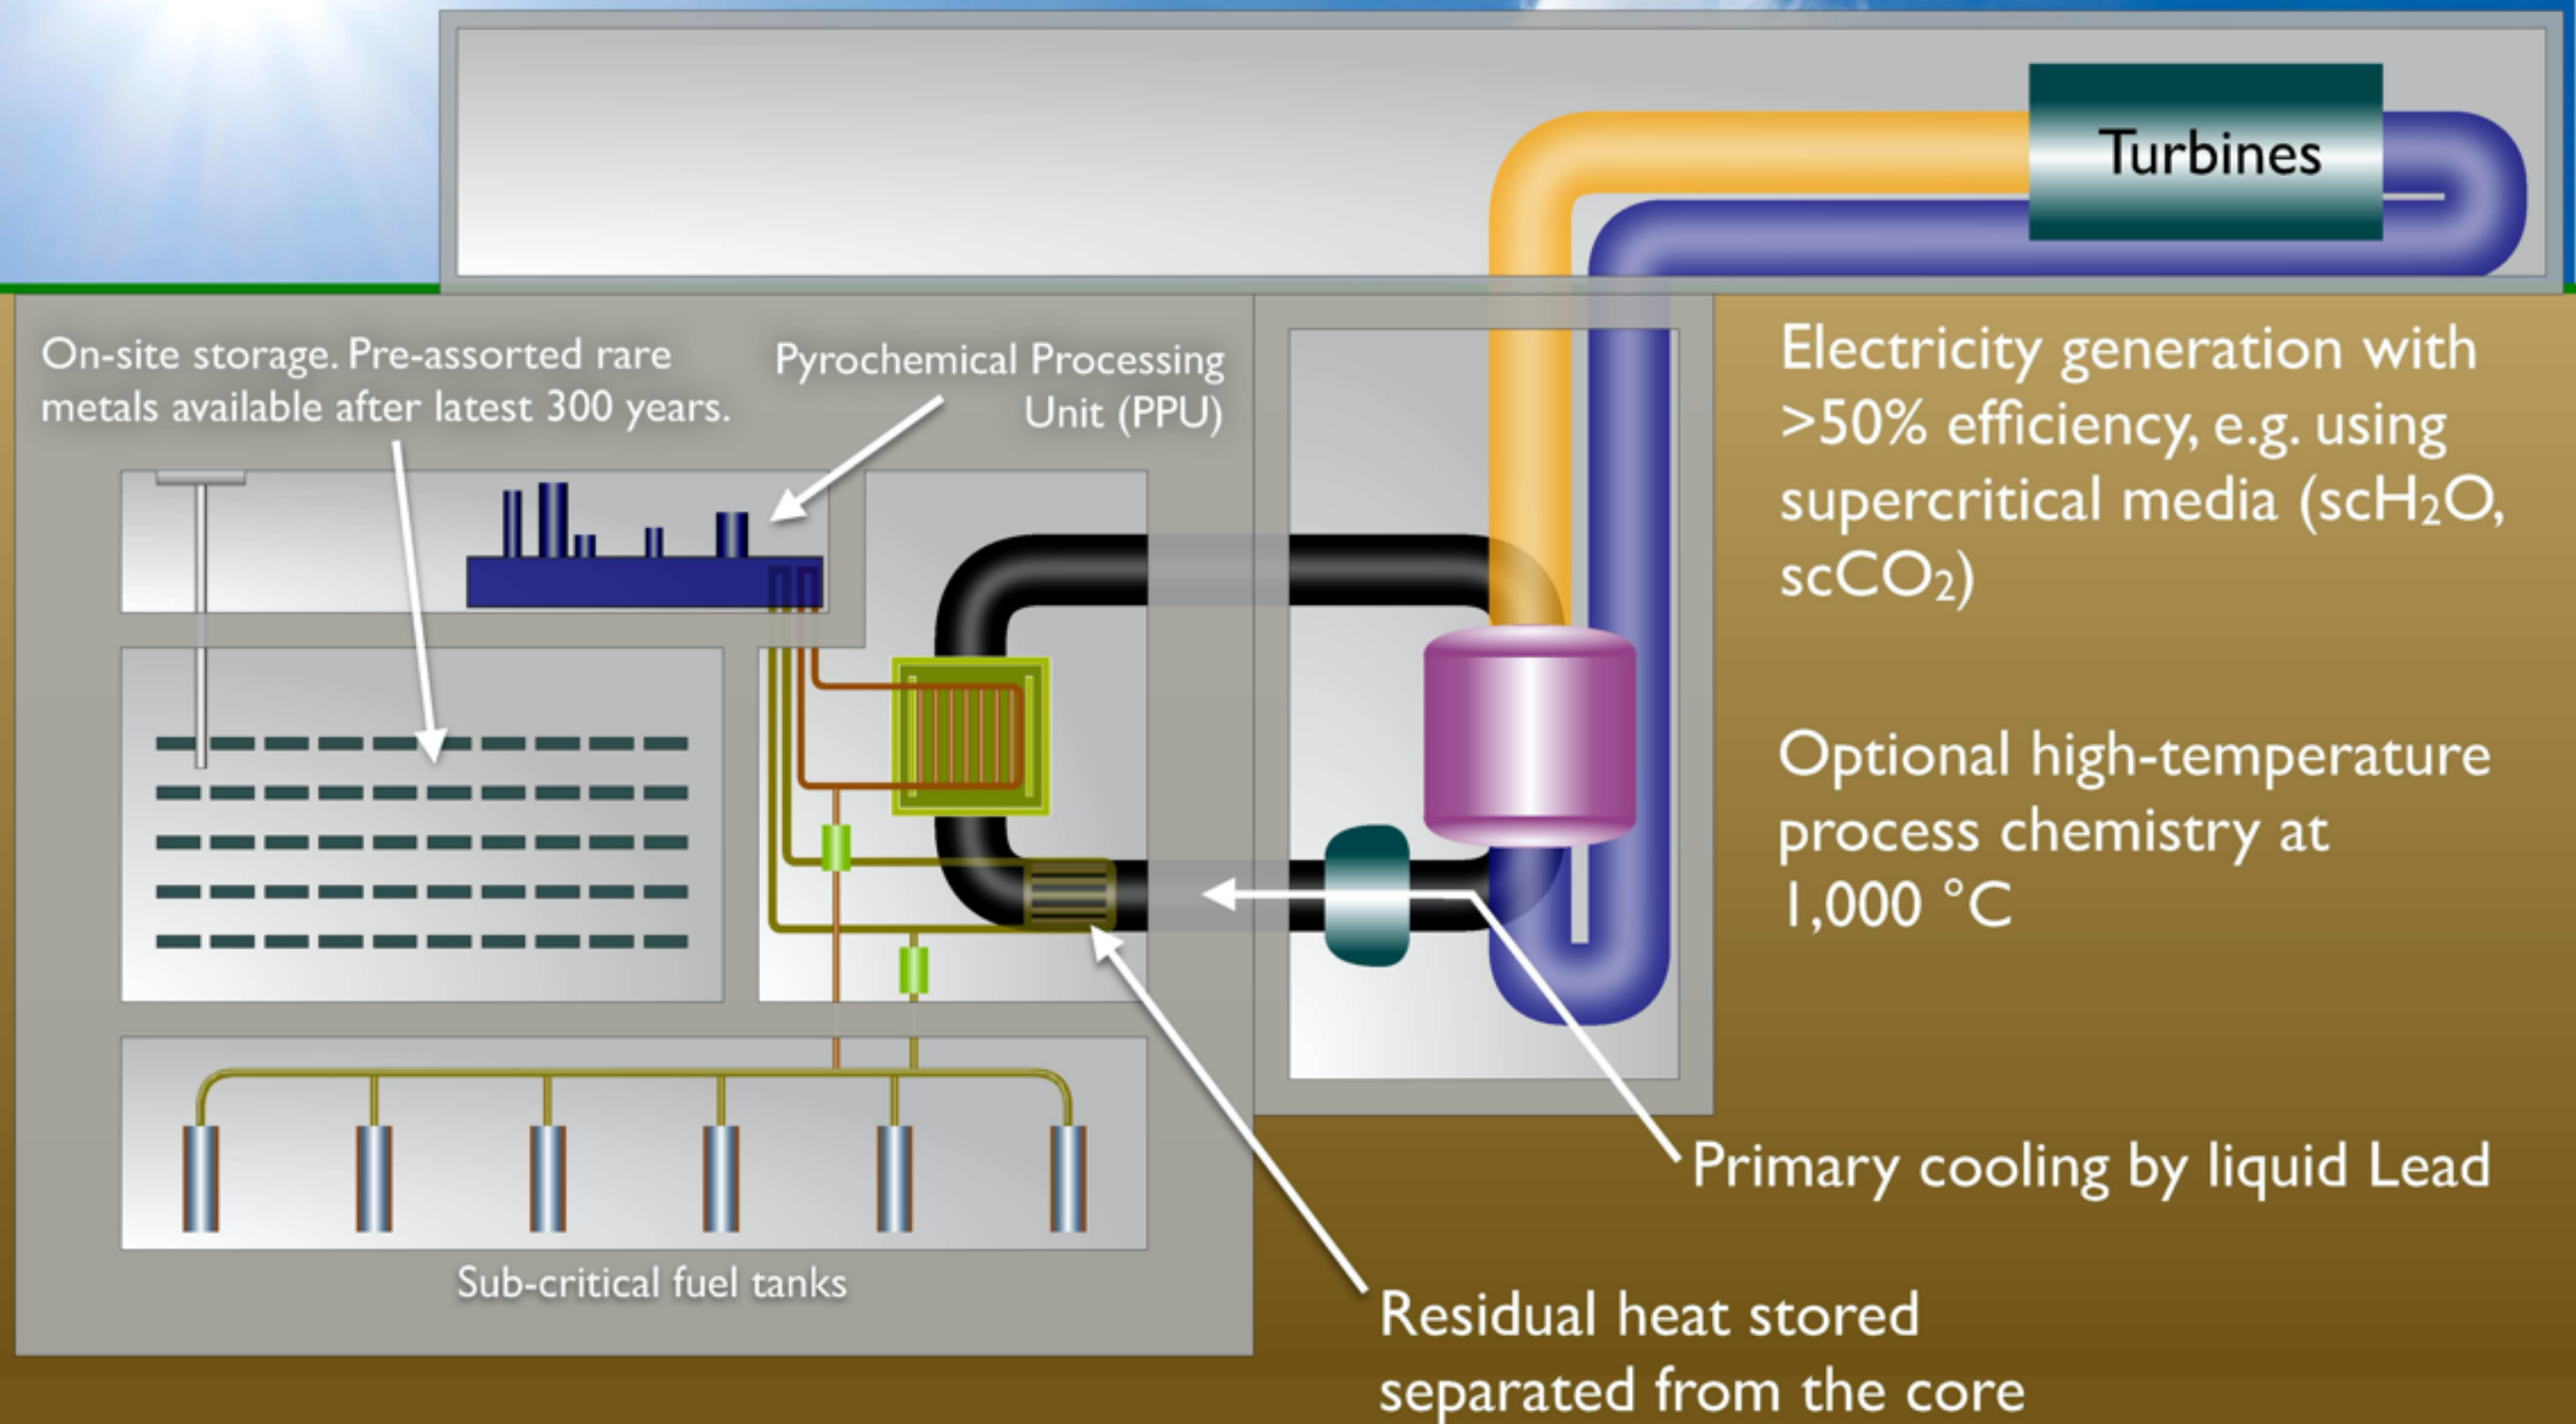 Turbines
On-site storage. Pre-assorted rare
metals available after latest 300 years.
Pyrochemical Processing
Unit (PPU)
Electricity generation with
>50% efficiency, e.g. using
supercritical media (scH₂O,
scCO₂)
Optional high-temperature
process chemistry at
1,000 °C
Primary cooling by liquid Lead
Sub-critical fuel tanks
Residual heat stored
separated from the core